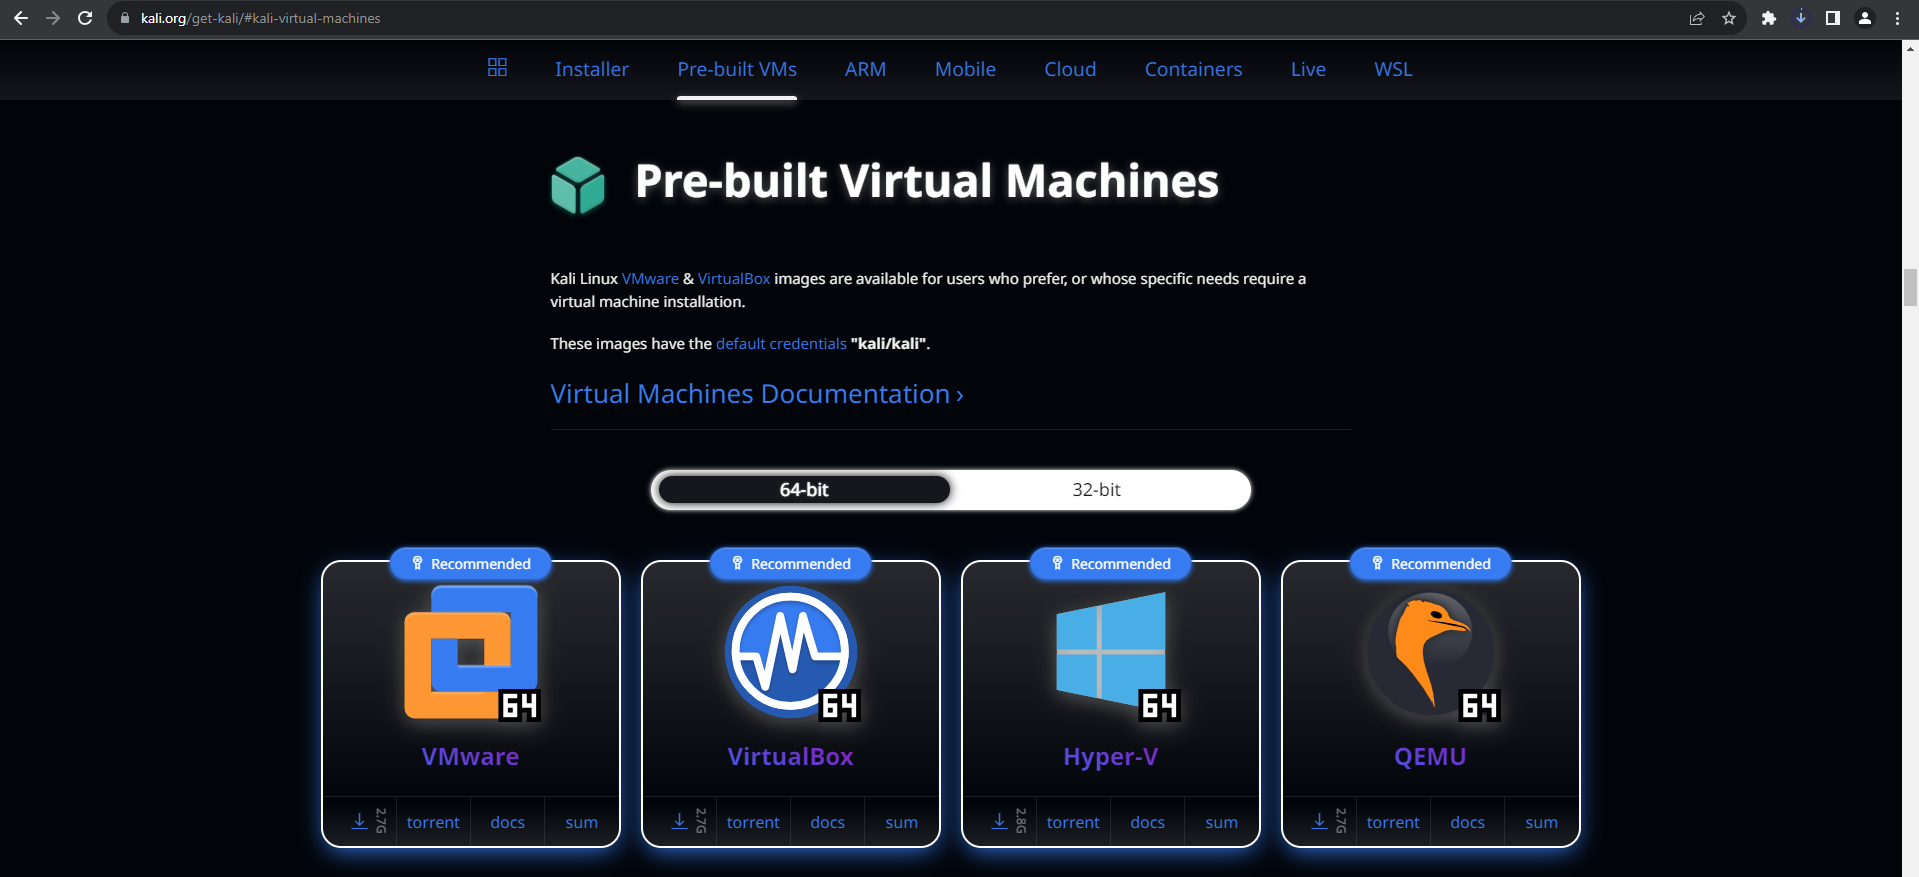 kali.org/get-kali/#kali-virtual-machines
Installer Pre-built VMs ARM Mobile Cloud Containers Live WSL
Pre-built Virtual Machines
Kali Linux VMware & VirtualBox images are available for users who prefer, or whose specific needs require a
virtual machine installation.
These images have the default credentials "kali/kali".
Virtual Machines Documentation ›
64-bit 32-bit
Recommended Recommended Recommended Recommended
64 64 64 64
VMware VirtualBox Hyper-V QEMU
2.7G torrent docs sum 2.7G torrent docs sum 2.8G torrent docs sum 2.7G torrent docs sum